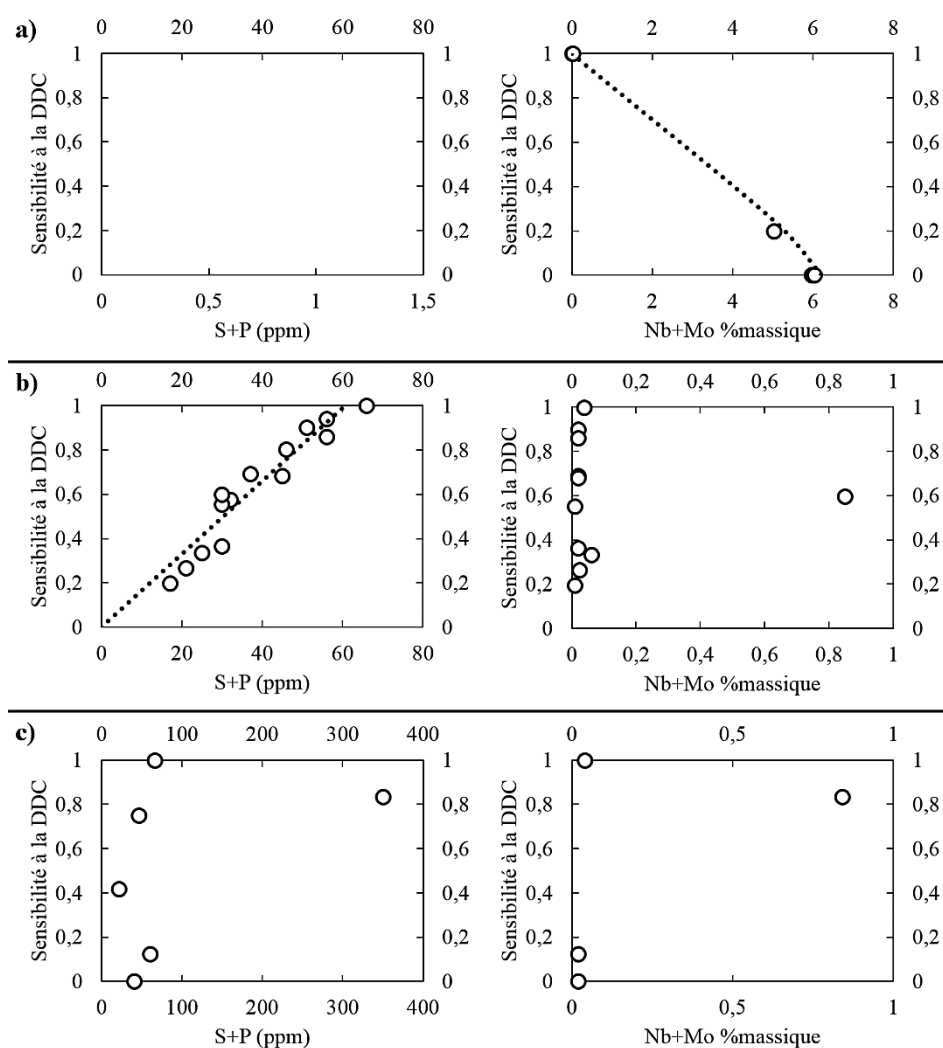 a)
0 20 40 60 80
1
0,8
0,6
0,4
0,2
0
Sensibilité à la DDC
1
0,8
0,6
0,4
0,2
0
0 0,5 1 1,5
S+P (ppm)
0 2 4 6 8
1
0,8
0,6
0,4
0,2
0
Sensibilité à la DDC
1
0,8
0,6
0,4
0,2
0
0 2 4 6 8
Nb+Mo %massique
b)
0 20 40 60 80
1
0,8
0,6
0,4
0,2
0
Sensibilité à la DDC
1
0,8
0,6
0,4
0,2
0
0 20 40 60 80
S+P (ppm)
0 0,2 0,4 0,6 0,8 1
1
0,8
0,6
0,4
0,2
0
Sensibilité à la DDC
1
0,8
0,6
0,4
0,2
0
0 0,2 0,4 0,6 0,8 1
Nb+Mo %massique
c)
0 100 200 300 400
1
0,8
0,6
0,4
0,2
0
Sensibilité à la DDC
1
0,8
0,6
0,4
0,2
0
0 100 200 300 400
S+P (ppm)
0 0,5 1
1
0,8
0,6
0,4
0,2
0
Sensibilité à la DDC
1
0,8
0,6
0,4
0,2
0
0 0,5 1
Nb+Mo %massique